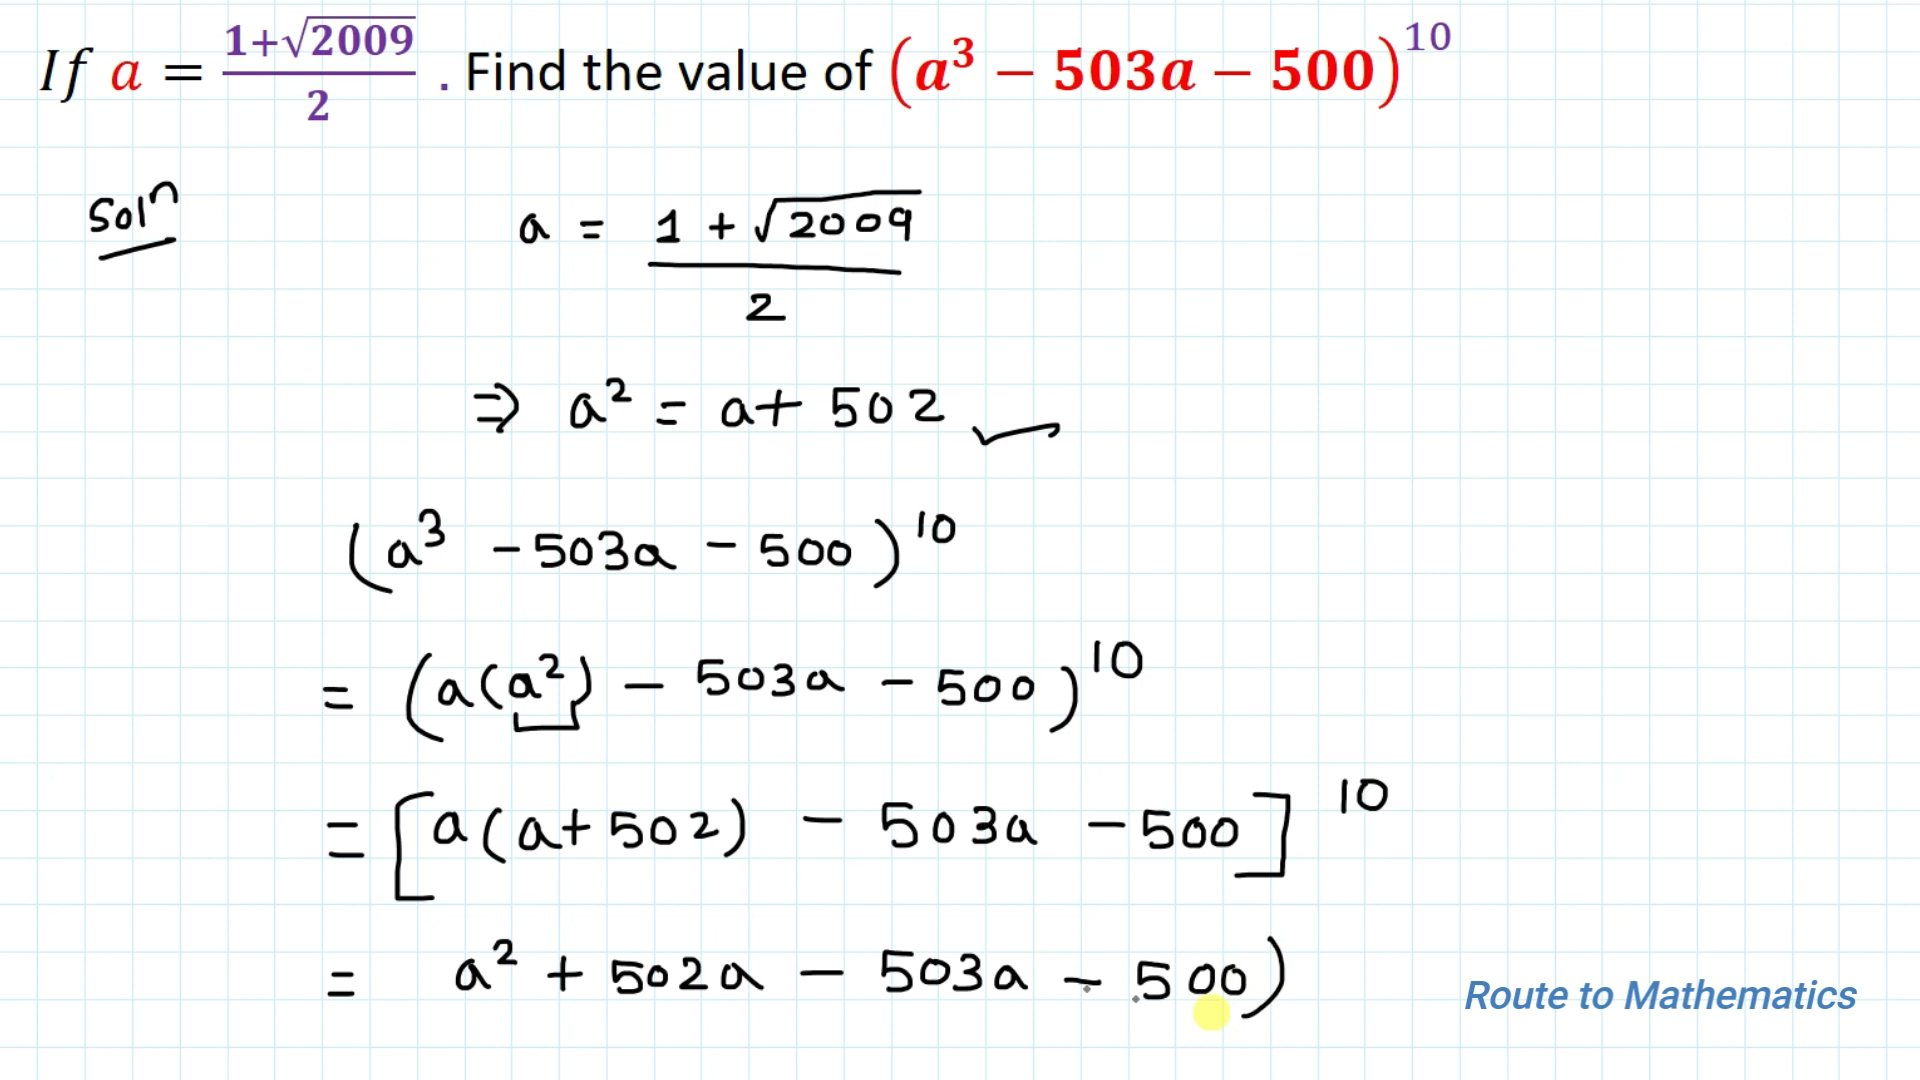 If a = (1+√2009)/2 . Find the value of (a³ − 503a − 500)¹⁰
Solⁿ
a = (1 + √2009)/2
⇒ a² = a + 502 ✓
(a³ − 503a − 500)¹⁰
= (a(a²) − 503a − 500)¹⁰
= [a(a + 502) − 503a − 500]¹⁰
= a² + 502a − 503a − 500)
Route to Mathematics